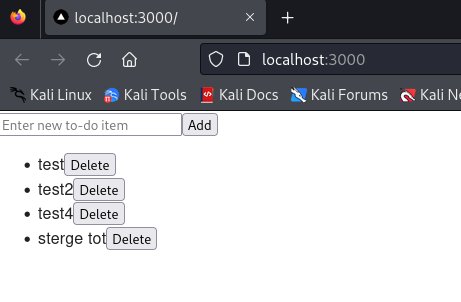 localhost:3000/
localhost:3000
Kali Linux Kali Tools Kali Docs Kali Forums Kali Ne
Enter new to-do item Add
test Delete
test2 Delete
test4 Delete
sterge tot Delete